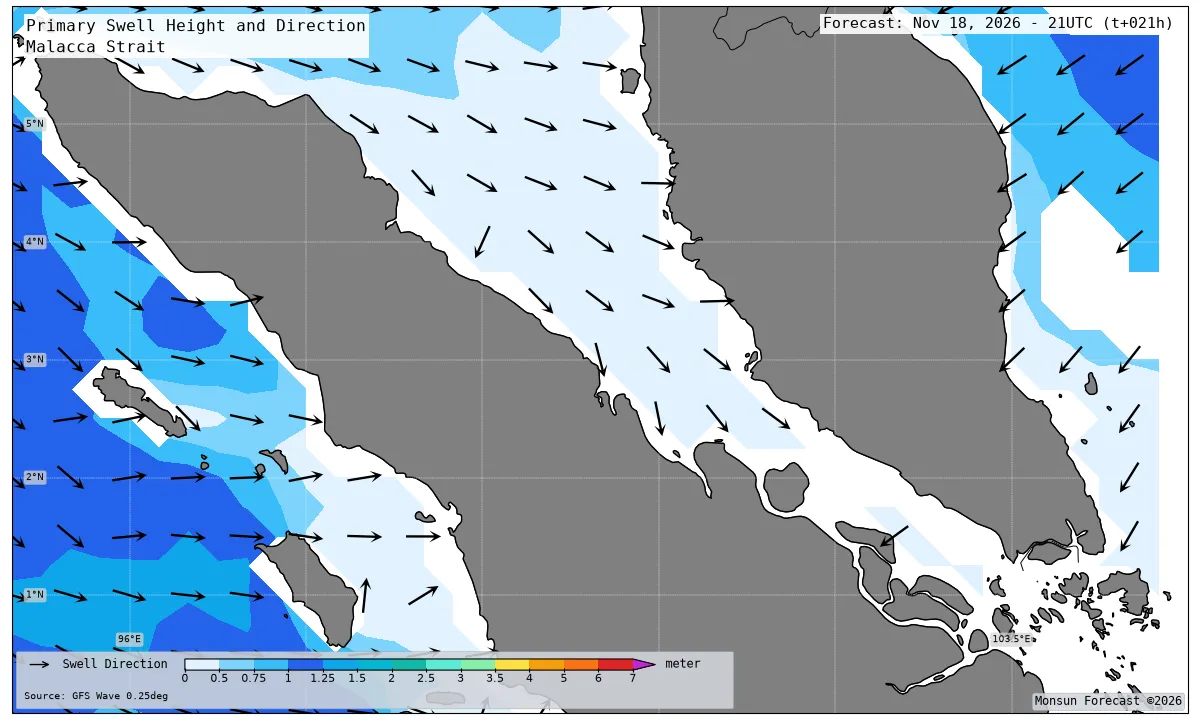 Primary Swell Height and Direction
Malacca Strait
Forecast: Nov 18, 2026 - 21UTC (t+021h)
5°N
4°N
3°N
2°N
1°N
96°E
103.5°E
Swell Direction
0 0.5 0.75 1 1.25 1.5 2 2.5 3 3.5 4 5 6 7
meter
Source: GFS Wave 0.25deg
Monsun Forecast ©2026